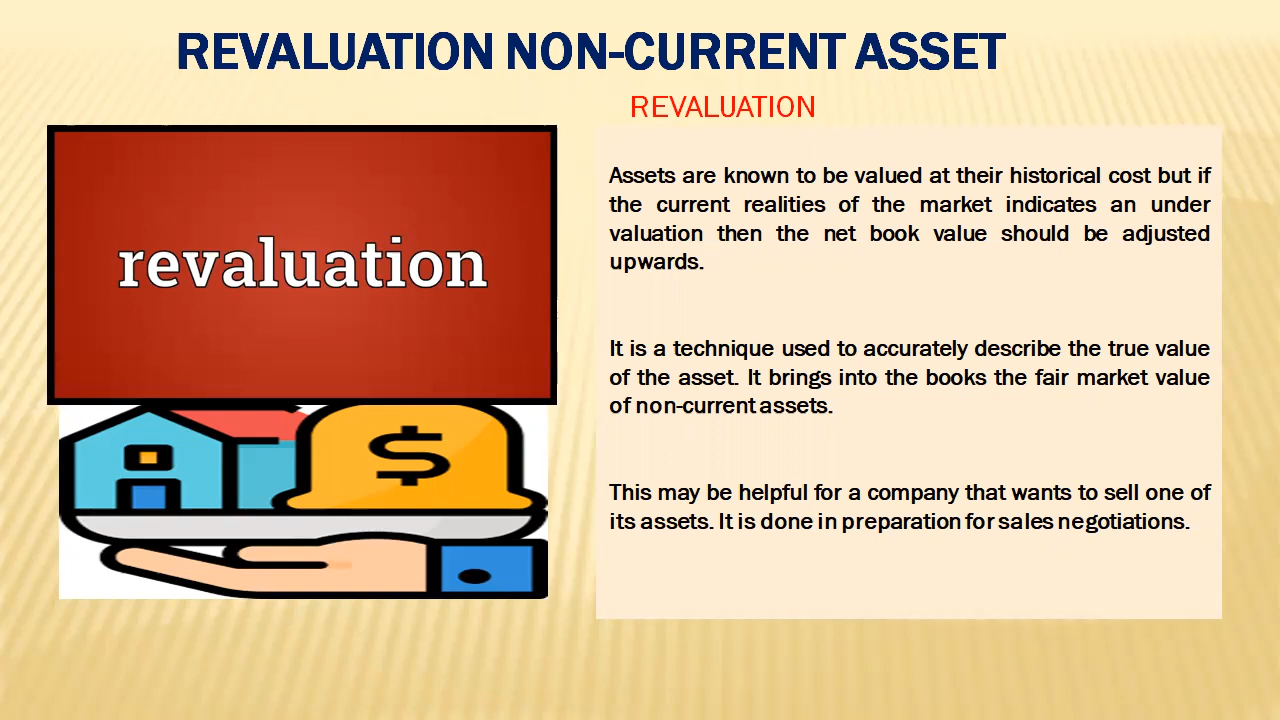 REVALUATION NON-CURRENT ASSET
REVALUATION
revaluation
$
Assets are known to be valued at their historical cost but if
the current realities of the market indicates an under
valuation then the net book value should be adjusted
upwards.
It is a technique used to accurately describe the true value
of the asset. It brings into the books the fair market value
of non-current assets.
This may be helpful for a company that wants to sell one of
its assets. It is done in preparation for sales negotiations.